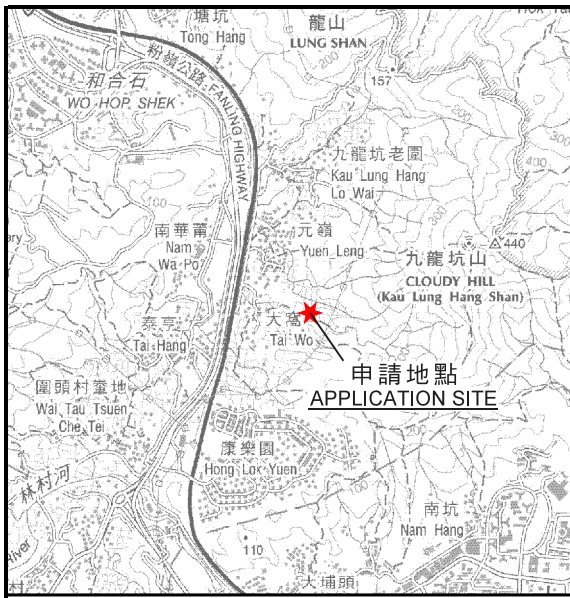 塘坑
Tong Hang
龍山
LUNG SHAN
157
200
和合石
WO HOP SHEK
粉嶺公路 FANLING HIGHWAY
九龍坑老圍
Kau Lung Hang
Lo Wai
300
400
100
南華莆
Nam
Wa Po
元嶺
Yuen Leng
九龍坑山
440
CLOUDY HILL
(Kau Lung Hang Shan)
大窩
Tai Wo
泰亨
Tai Hang
申請地點
APPLICATION SITE
圍頭村篳地
Wai Tau Tsuen
Che Tei
康樂園
Hong Lok Yuen
林村河
River
南坑
Nam Hang
110
村
大埔頭